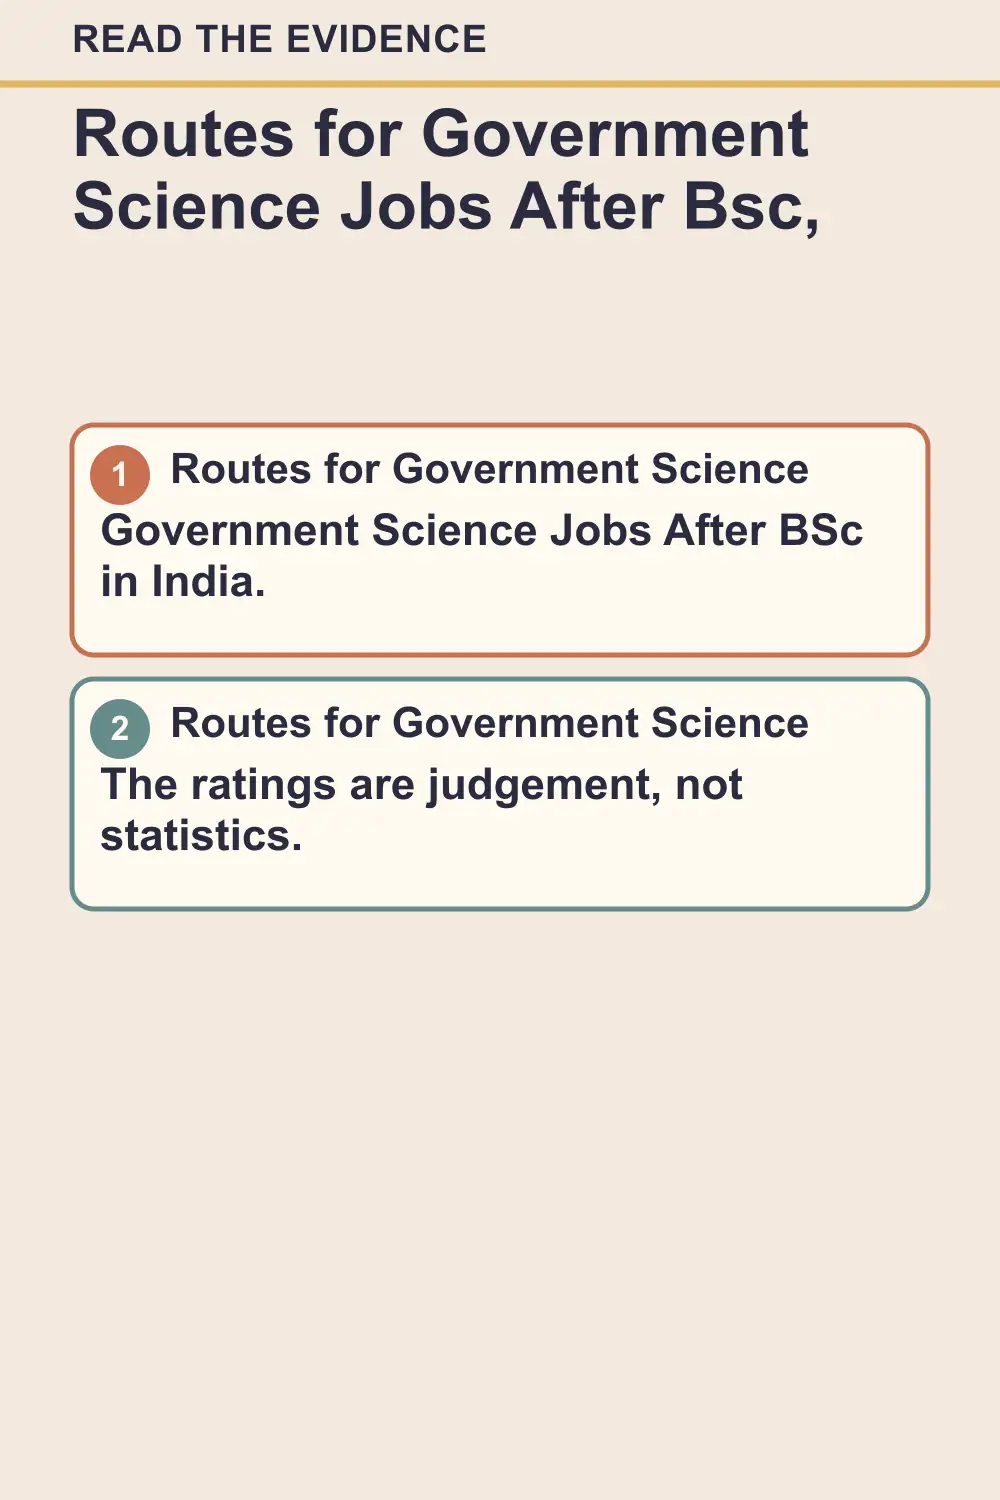 READ THE EVIDENCE
Routes for Government
Science Jobs After Bsc,
1 Routes for Government Science
Government Science Jobs After BSc
in India.
2 Routes for Government Science
The ratings are judgement, not
statistics.